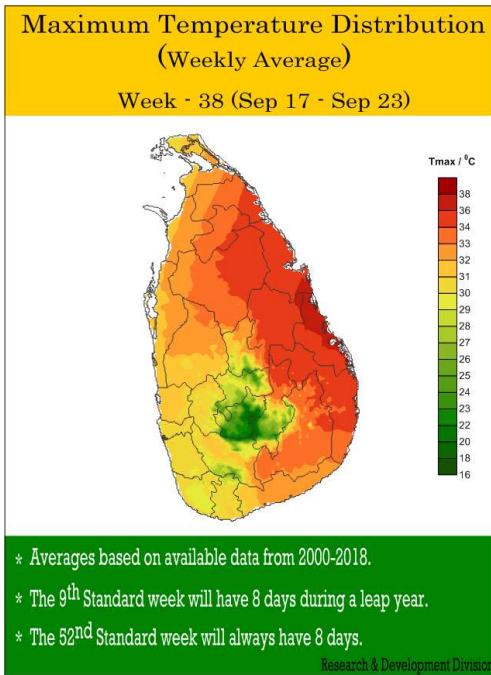 Maximum Temperature Distribution
(Weekly Average)
Week - 38 (Sep 17 - Sep 23)
Tmax / ⁰C
38
36
34
33
32
31
30
29
28
27
26
25
24
23
22
20
18
16
* Averages based on available data from 2000-2018.
* The 9th Standard week will have 8 days during a leap year.
* The 52nd Standard week will always have 8 days.
Research & Development Division